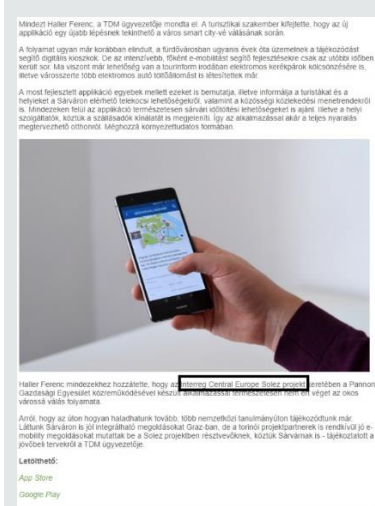 Mindezt Haller Ferenc, a TDM ügyvezetője mondta el. A turisztikai szakember kifejtette, hogy az új
applikáció egy újabb lépésnek tekinthető a város smart city-vé válásának során.
A folyamat ugyan már korábban elindult, a fürdővárosban ugyanis évek óta üzemelnek a tájékozódást
segítő digitális kioszkok. De az intenzívebb, főként e-mobilitást segítő fejlesztésekre csak az utóbbi időben
került sor. Ma viszont már lehetőség van a tourinform irodában elektromos kerékpárok kölcsönzésére is,
illetve városszerte több elektromos autó töltőállomást is létesítettek már.
A most fejlesztett applikáció egyebek mellett ezeket is bemutatja, illetve informálja a turistákat és a
helyieket a Sárváron elérhető telekocsi lehetőségekről, valamint a közösségi közlekedési menetrendekről
is. Mindezeken felül az applikáció természetesen sárvári időtöltési lehetőségeket is ajánl. Illetve a helyi
szolgáltatók, köztük a szállásadók kínálatát is megjeleníti. Így az alkalmazással akár a teljes nyaralás
megtervezhető otthonról. Méghozzá környezettudatos formában.
Haller Ferenc mindezekhez hozzátette, hogy az Interreg Central Europe Solez projekt keretében a Pannon
Gazdasági Egyesület közreműködésével készült alkalmazással természetesen nem ért véget az okos
várossá válás folyamata.
Arról, hogy az úton hogyan haladhatunk tovább, több nemzetközi tanulmányúton tájékozódtunk már.
Láttunk Sárváron is jól integrálható megoldásokat Graz-ban, de a torinói projektpartnerek is rendkívül jó e-
mobility megoldásokat mutattak be a Solez projektben résztvevőknek, köztük Sárvárnak is - tájékoztatott a
jövőbeli tervekről a TDM ügyvezetője.
Letölthető:
App Store
Google Play